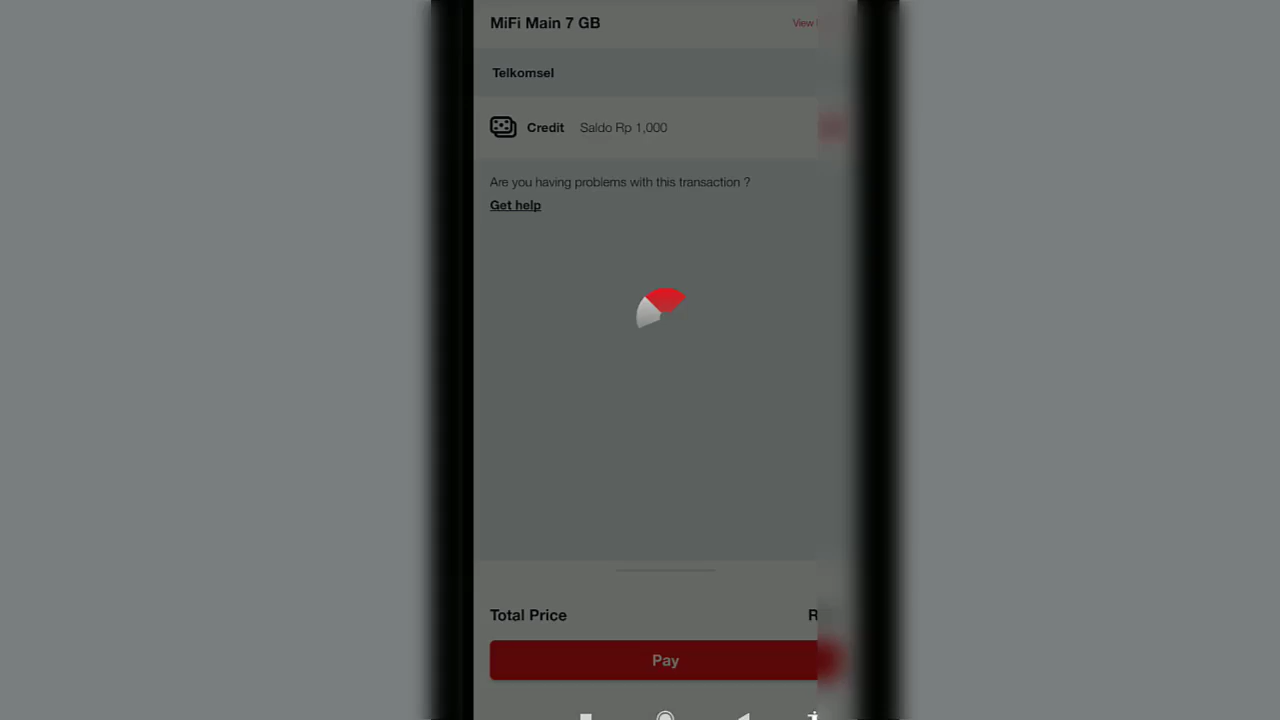 MiFi Main 7 GB View
Telkomsel
Credit Saldo Rp 1,000
Are you having problems with this transaction ?
Get help
Total Price R
Pay